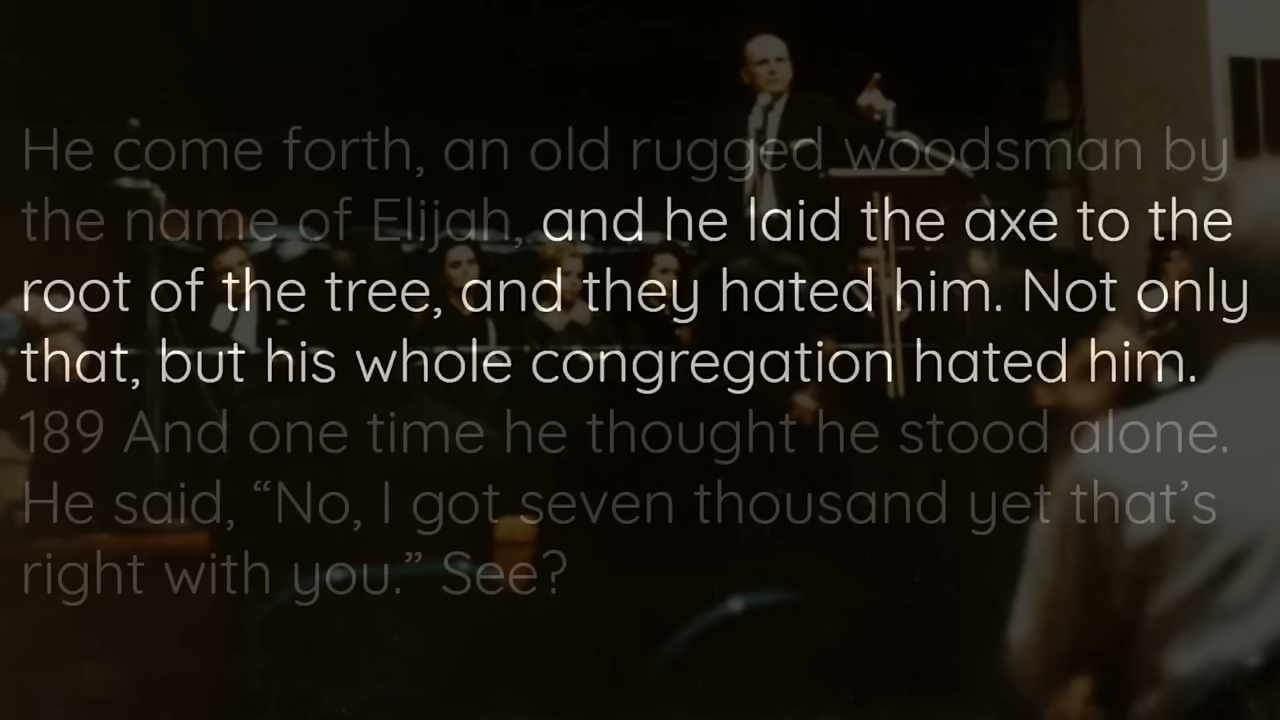 He come forth, an old rugged woodsman by
the name of Elijah, and he laid the axe to the
root of the tree, and they hated him. Not only
that, but his whole congregation hated him.
189 And one time he thought he stood alone.
He said, “No, I got seven thousand yet that’s
right with you.” See?